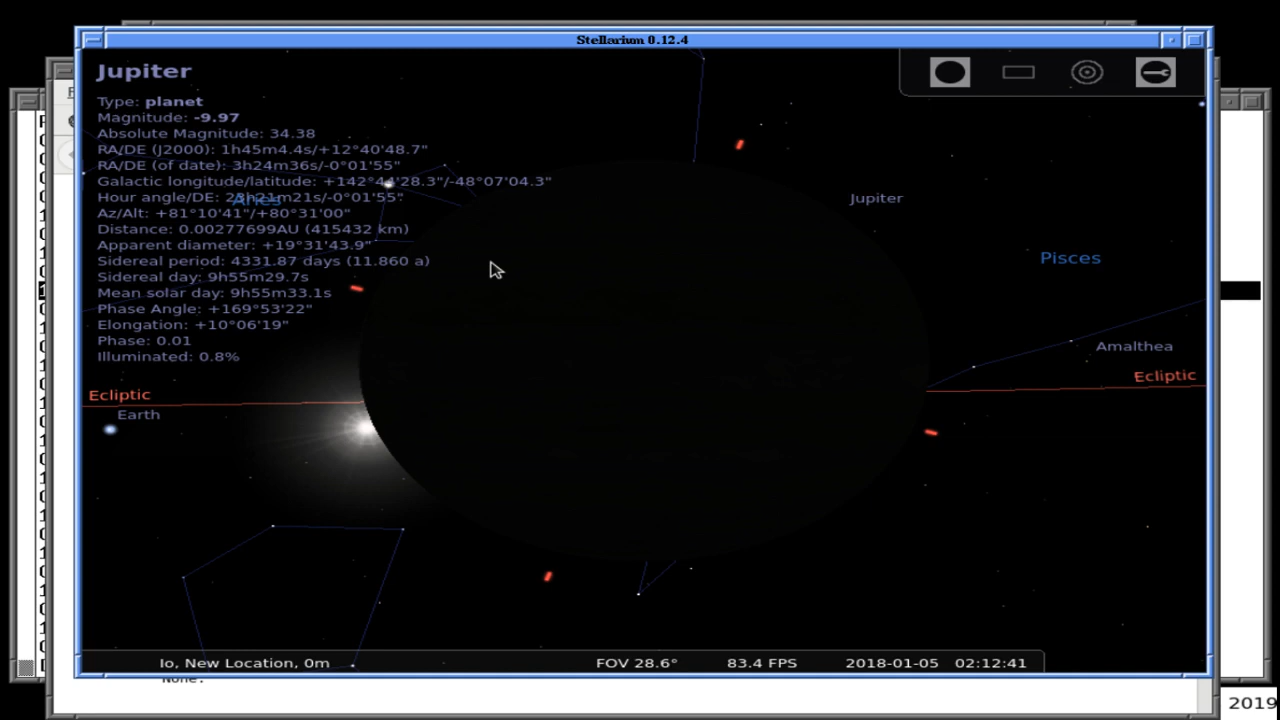 Stellarium 0.12.4
Jupiter
Type: planet
Magnitude: -9.97
Absolute Magnitude: 34.38
RA/DE (J2000): 1h45m4.4s/+12°40'48.7"
RA/DE (of date): 3h24m36s/-0°01'55"
Galactic longitude/latitude: +142°44'28.3"/-48°07'04.3"
Hour angle/DE: 23h21m21s/-0°01'55"
Aries
Az/Alt: +81°10'41"/+80°31'00"
Distance: 0.00277699AU (415432 km)
Apparent diameter: +19°31'43.9"
Sidereal period: 4331.87 days (11.860 a)
Sidereal day: 9h55m29.7s
Mean solar day: 9h55m33.1s
Phase Angle: +169°53'22"
Elongation: +10°06'19"
Phase: 0.01
Illuminated: 0.8%
Jupiter
Pisces
Amalthea
Ecliptic
Ecliptic
Earth
Io, New Location, 0m FOV 28.6° 83.4 FPS 2018-01-05 02:12:41
None.
2019